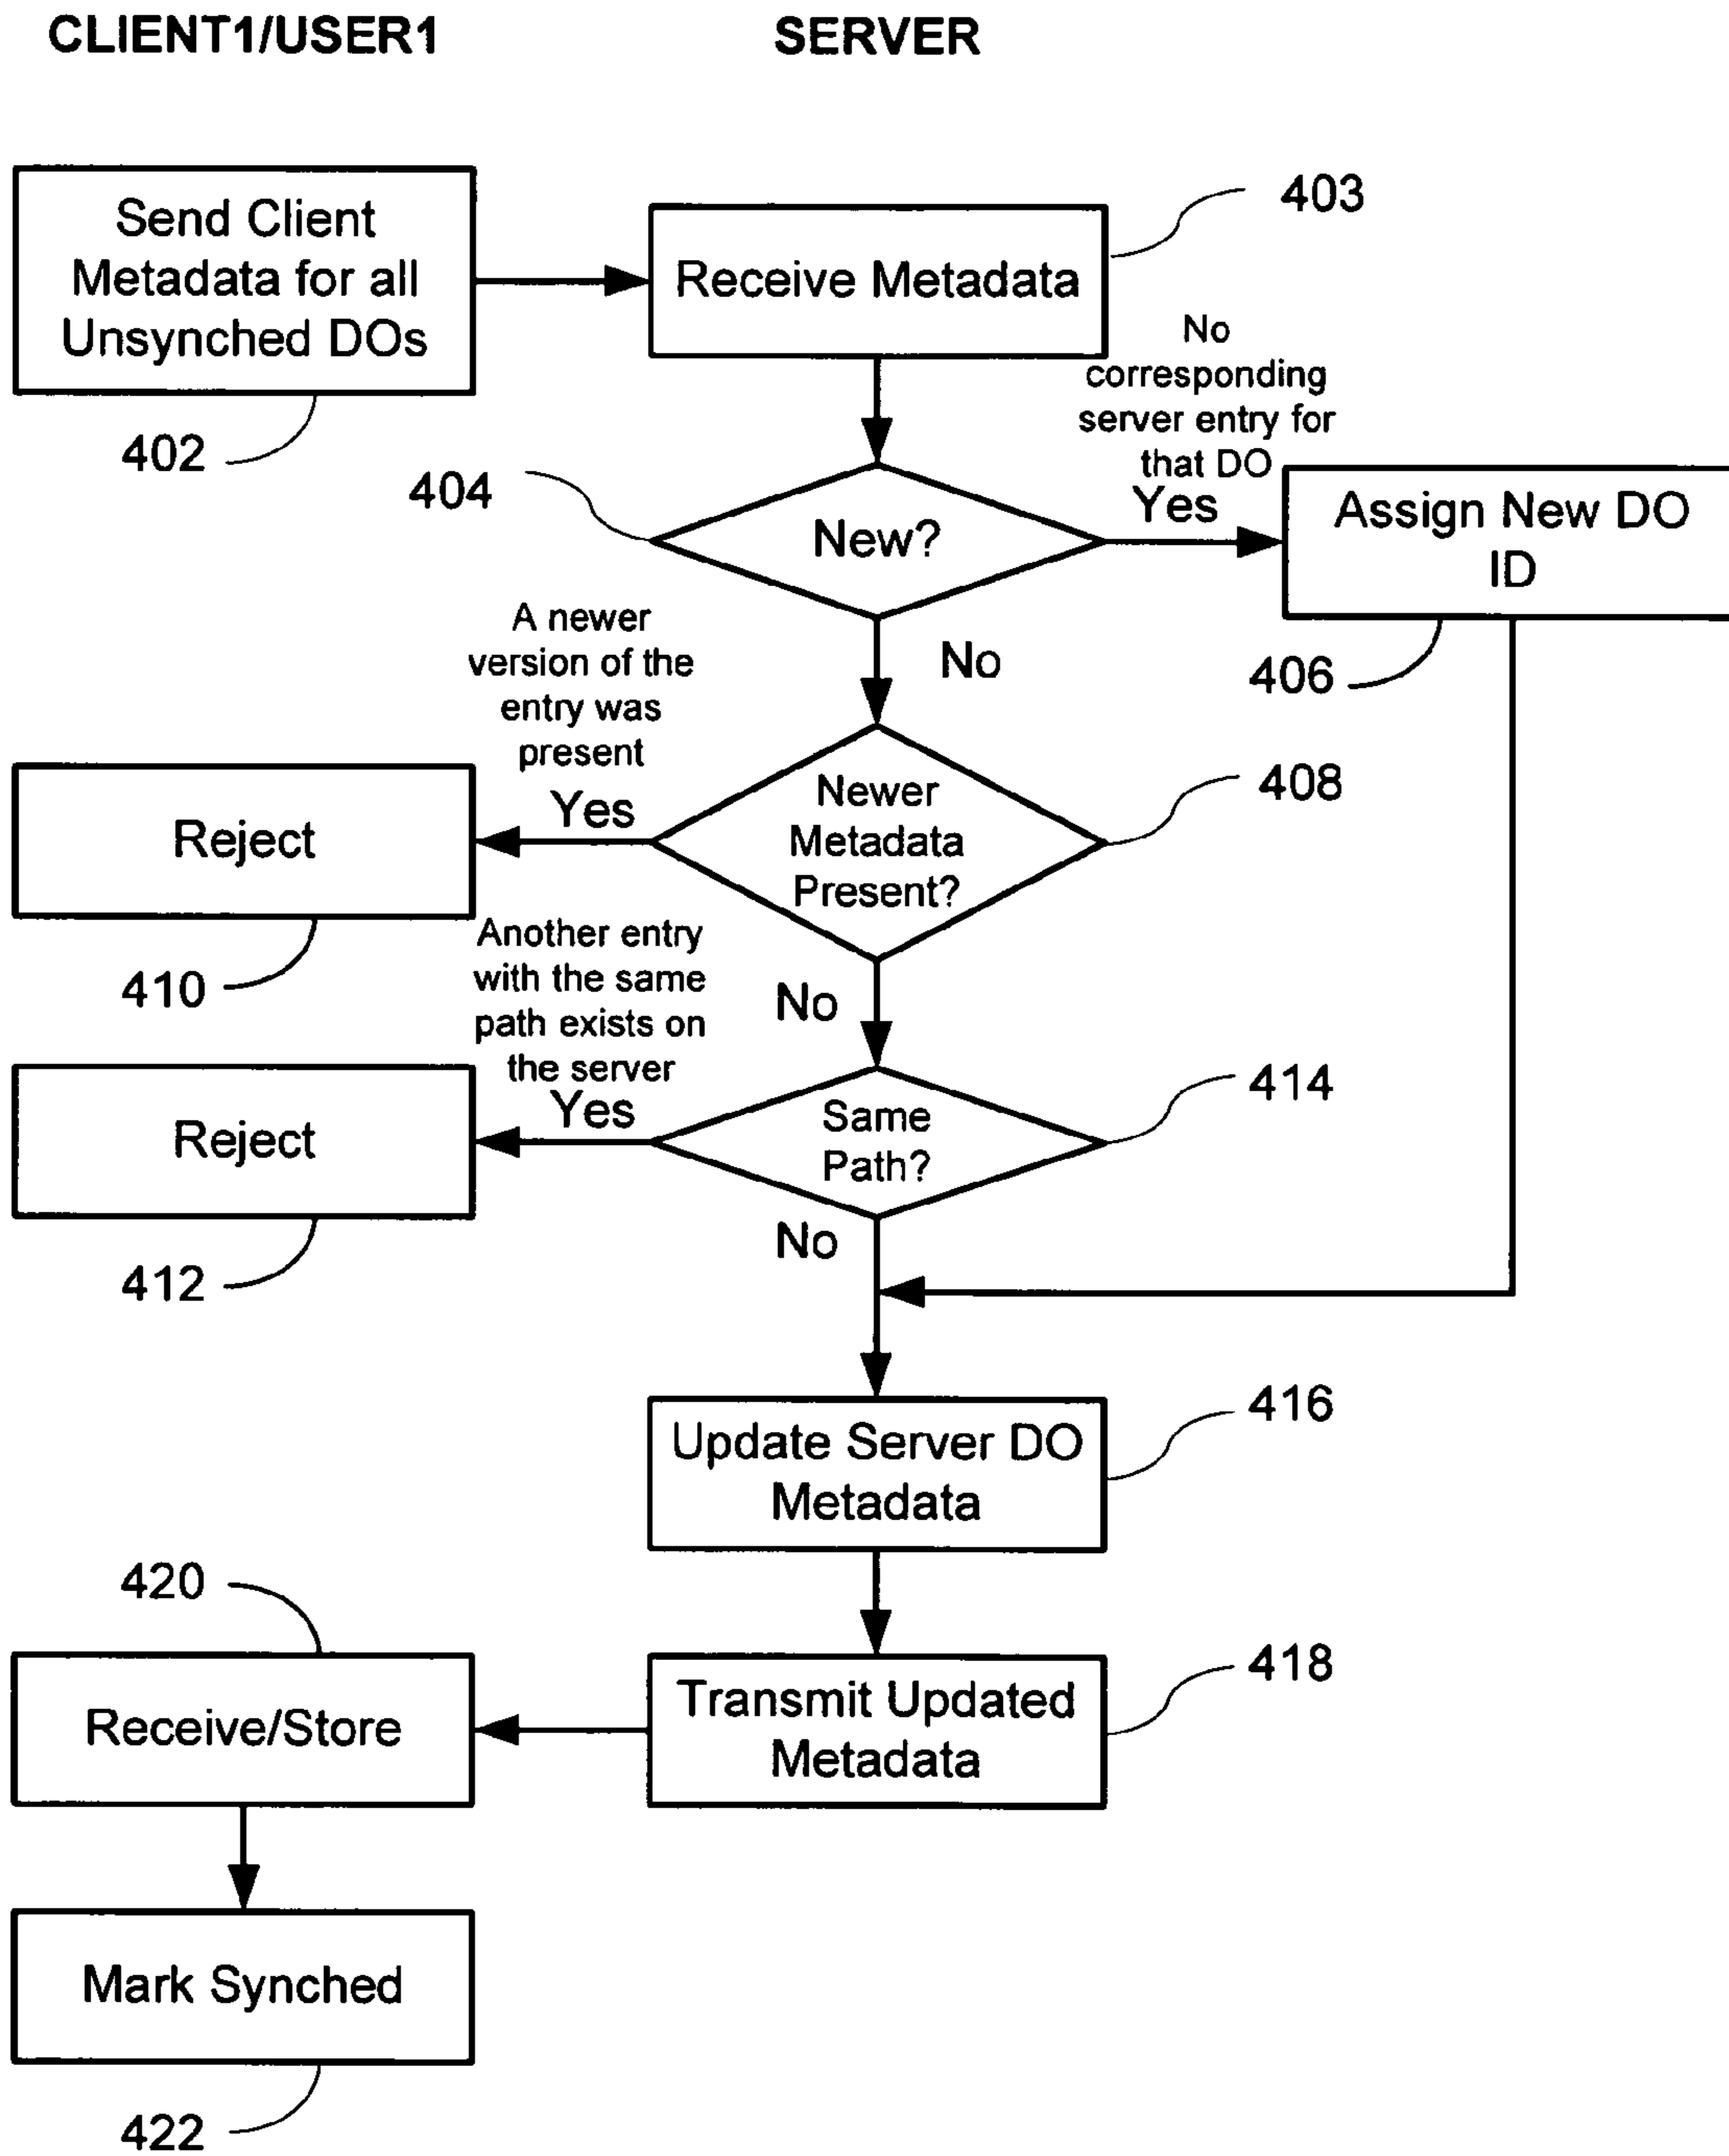 CLIENT1/USER1
SERVER
Send Client
Metadata for all
Unsynched DOs
402
Receive Metadata
403
No
corresponding
server entry for
that DO
Yes
404
New?
Assign New DO
ID
406
No
A newer
version of the
entry was
present
Yes
Newer
Metadata
Present?
408
Reject
410
No
Another entry
with the same
path exists on
the server
Yes
Same
Path?
414
Reject
412
No
Update Server DO
Metadata
416
Transmit Updated
Metadata
418
420
Receive/Store
Mark Synched
422